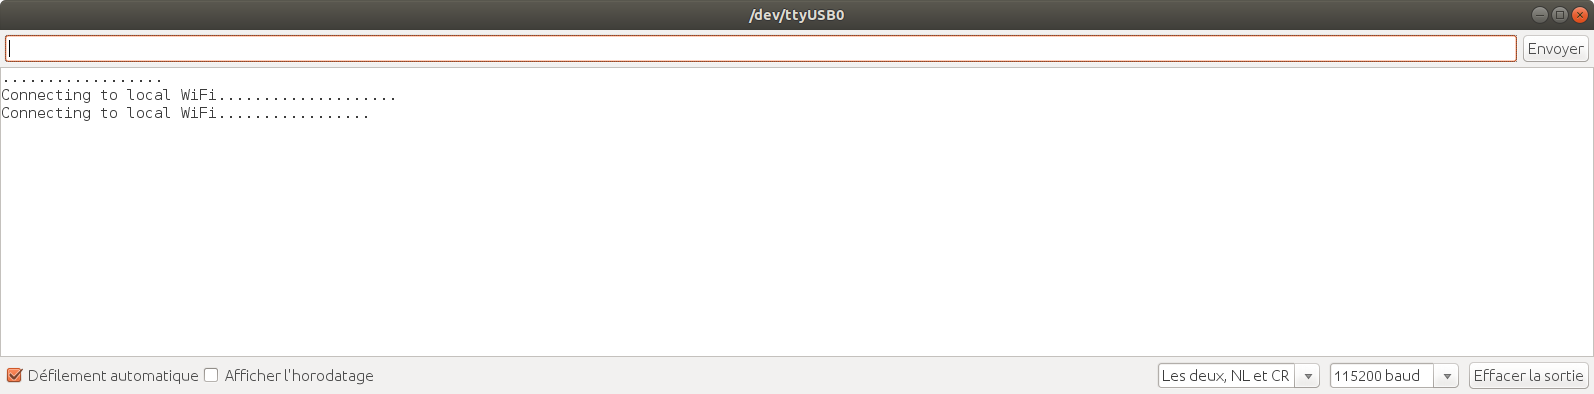 /dev/ttyUSB0
Envoyer
..................
Connecting to local WiFi....................
Connecting to local WiFi.................
Défilement automatique Afficher l'horodatage Les deux, NL et CR 115200 baud Effacer la sortie